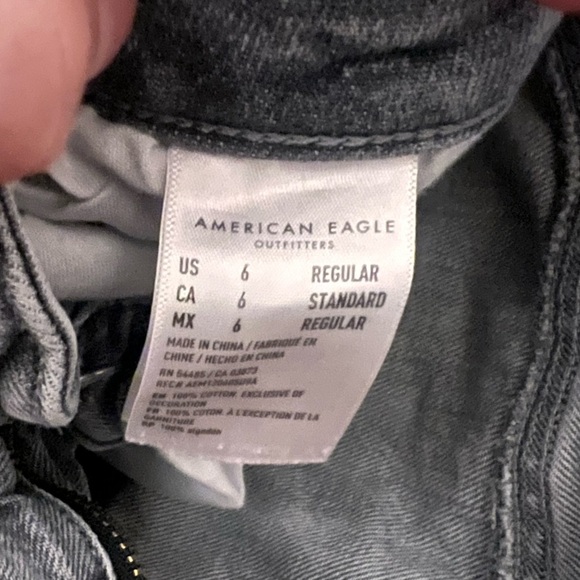 AMERICAN EAGLE
OUTFITTERS
US 6 REGULAR
CA 6 STANDARD
MX 6 REGULAR
MADE IN CHINA / FABRIQUÉ EN
CHINE / HECHO EN CHINA
RN 54485 / CA 03873
EN 100% COTTON EXCLUSIVE OF
DECORATION
FR 100% COTON. À L'EXCEPTION DE LA
GARNITURE
100% algodón